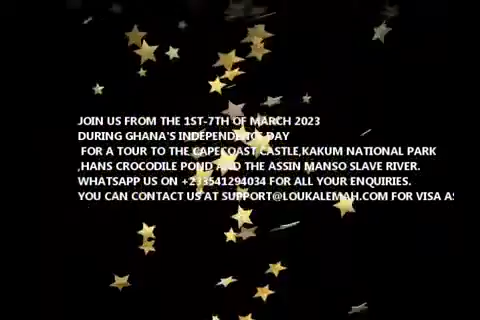 JOIN US FROM THE 1ST-7TH OF MARCH 2023
DURING GHANA'S INDEPENDENCE DAY
FOR A TOUR TO THE CAPECOAST CASTLE,KAKUM NATIONAL PARK
,HANS CROCODILE POND AND THE ASSIN MANSO SLAVE RIVER.
WHATSAPP US ON +233541294034 FOR ALL YOUR ENQUIRIES.
YOU CAN CONTACT US AT SUPPORT@LOUKALEMAH.COM FOR VISA